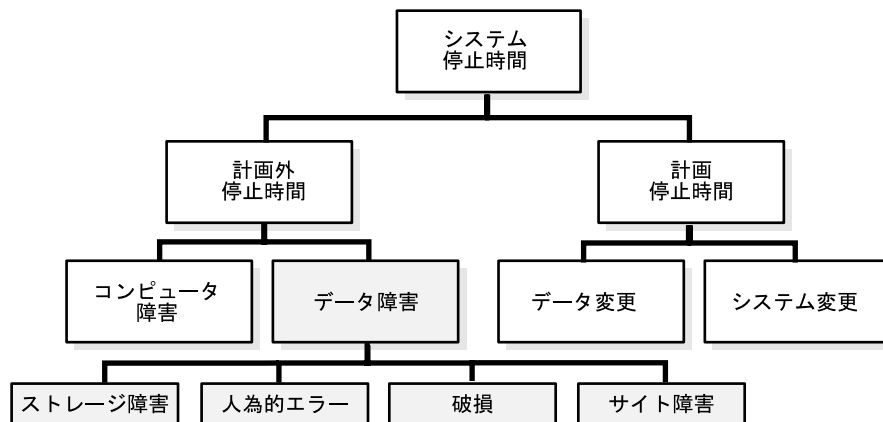 システム
停止時間
計画外
停止時間
計画
停止時間
コンピュータ
障害
データ障害
データ変更
システム変更
ストレージ障害
人為的エラー
破損
サイト障害